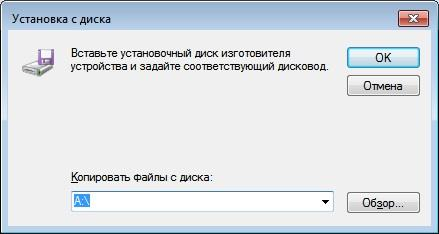 Установка с диска
Вставьте установочный диск изготовителя
устройства и задайте соответствующий дисковод.
OK
Отмена
Копировать файлы с диска:
A:\
Обзор...